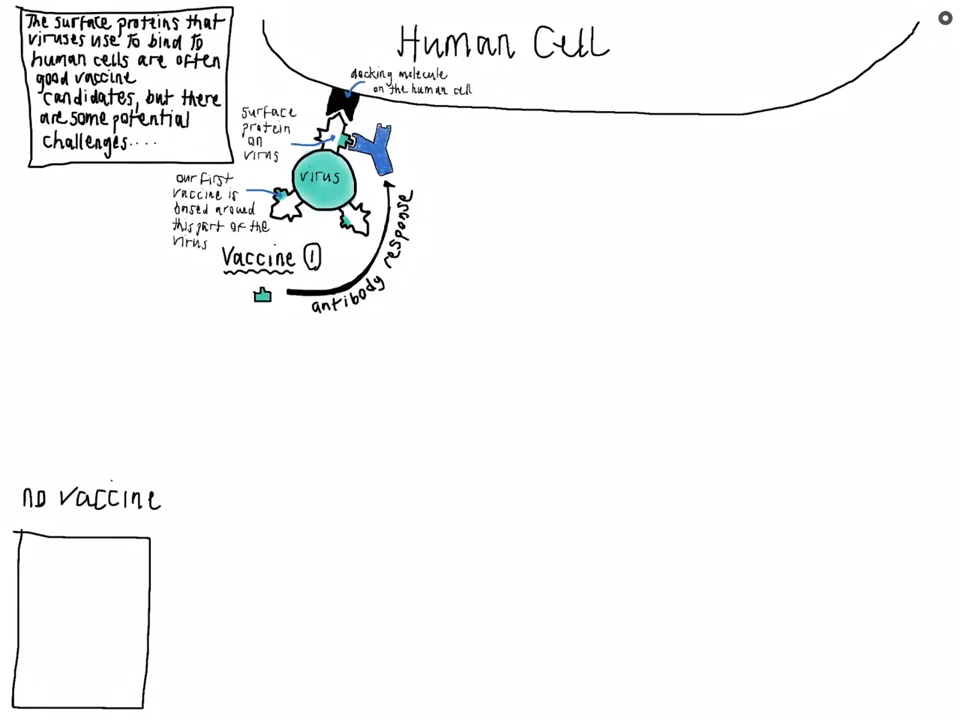 The surface proteins that
viruses use to bind to
human cells are often
good vaccine
candidates, but there
are some potential
challenges....
Human Cell
docking molecule
on the human cell
surface
protein
on
virus
virus
our first
vaccine is
based around
this part of the
virus
Vaccine 1
antibody response
no vaccine